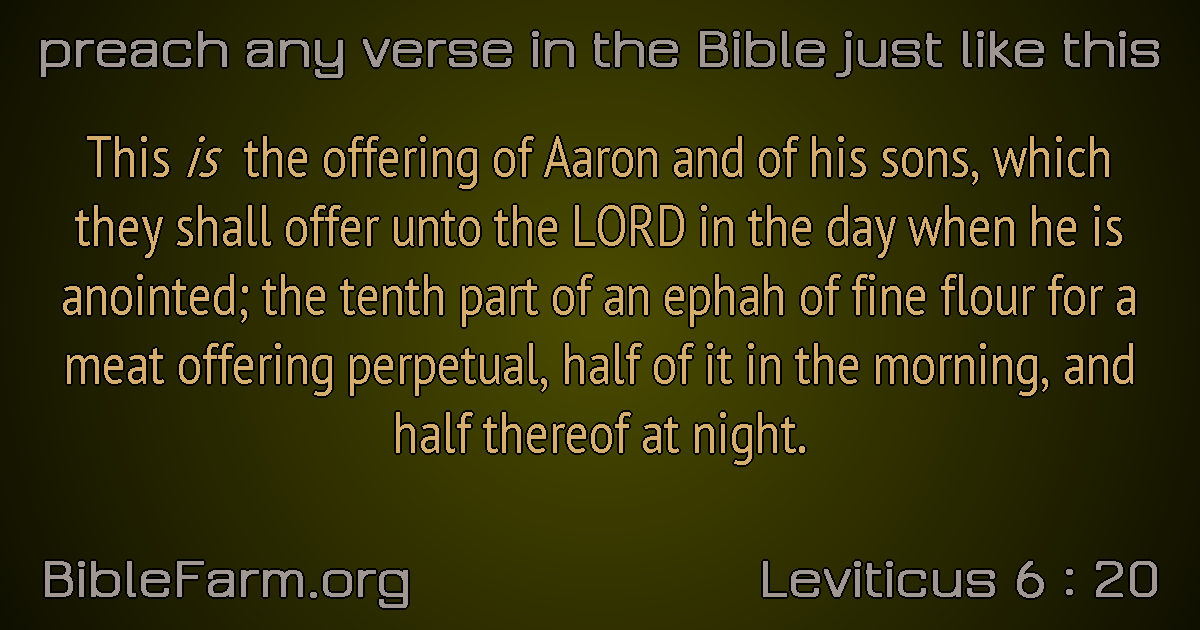 preach any verse in the Bible just like this
This is the offering of Aaron and of his sons, which
they shall offer unto the LORD in the day when he is
anointed; the tenth part of an ephah of fine flour for a
meat offering perpetual, half of it in the morning, and
half thereof at night.
BibleFarm.org
Leviticus 6 : 20